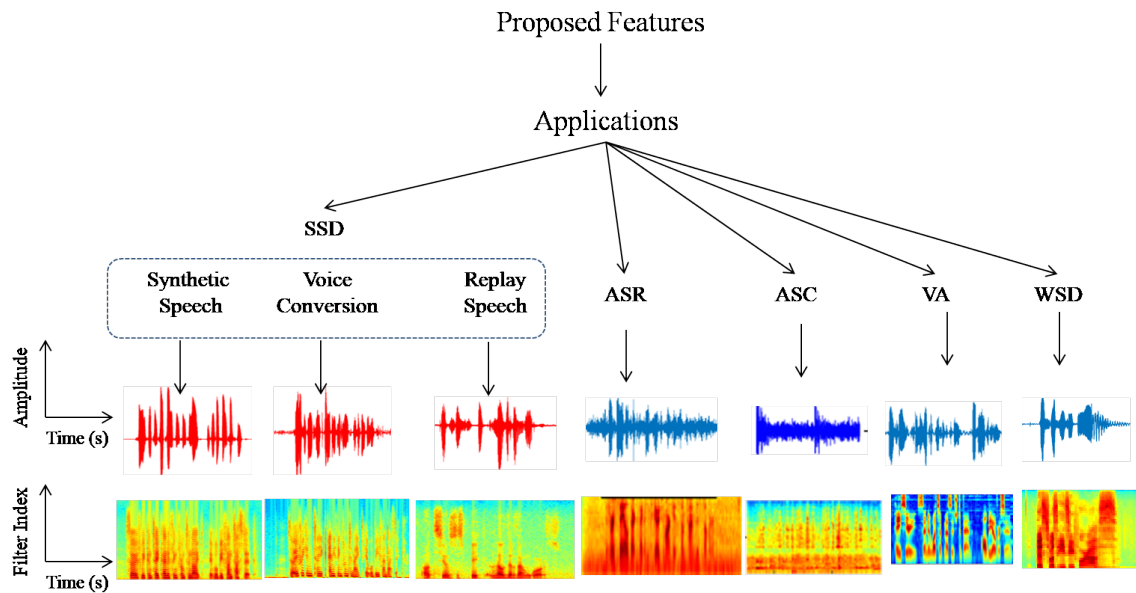 Proposed Features
Applications
SSD
Synthetic
Speech
Voice
Conversion
Replay
Speech
ASR
ASC
VA
WSD
Amplitude
Time (s)
Filter Index
Time (s)